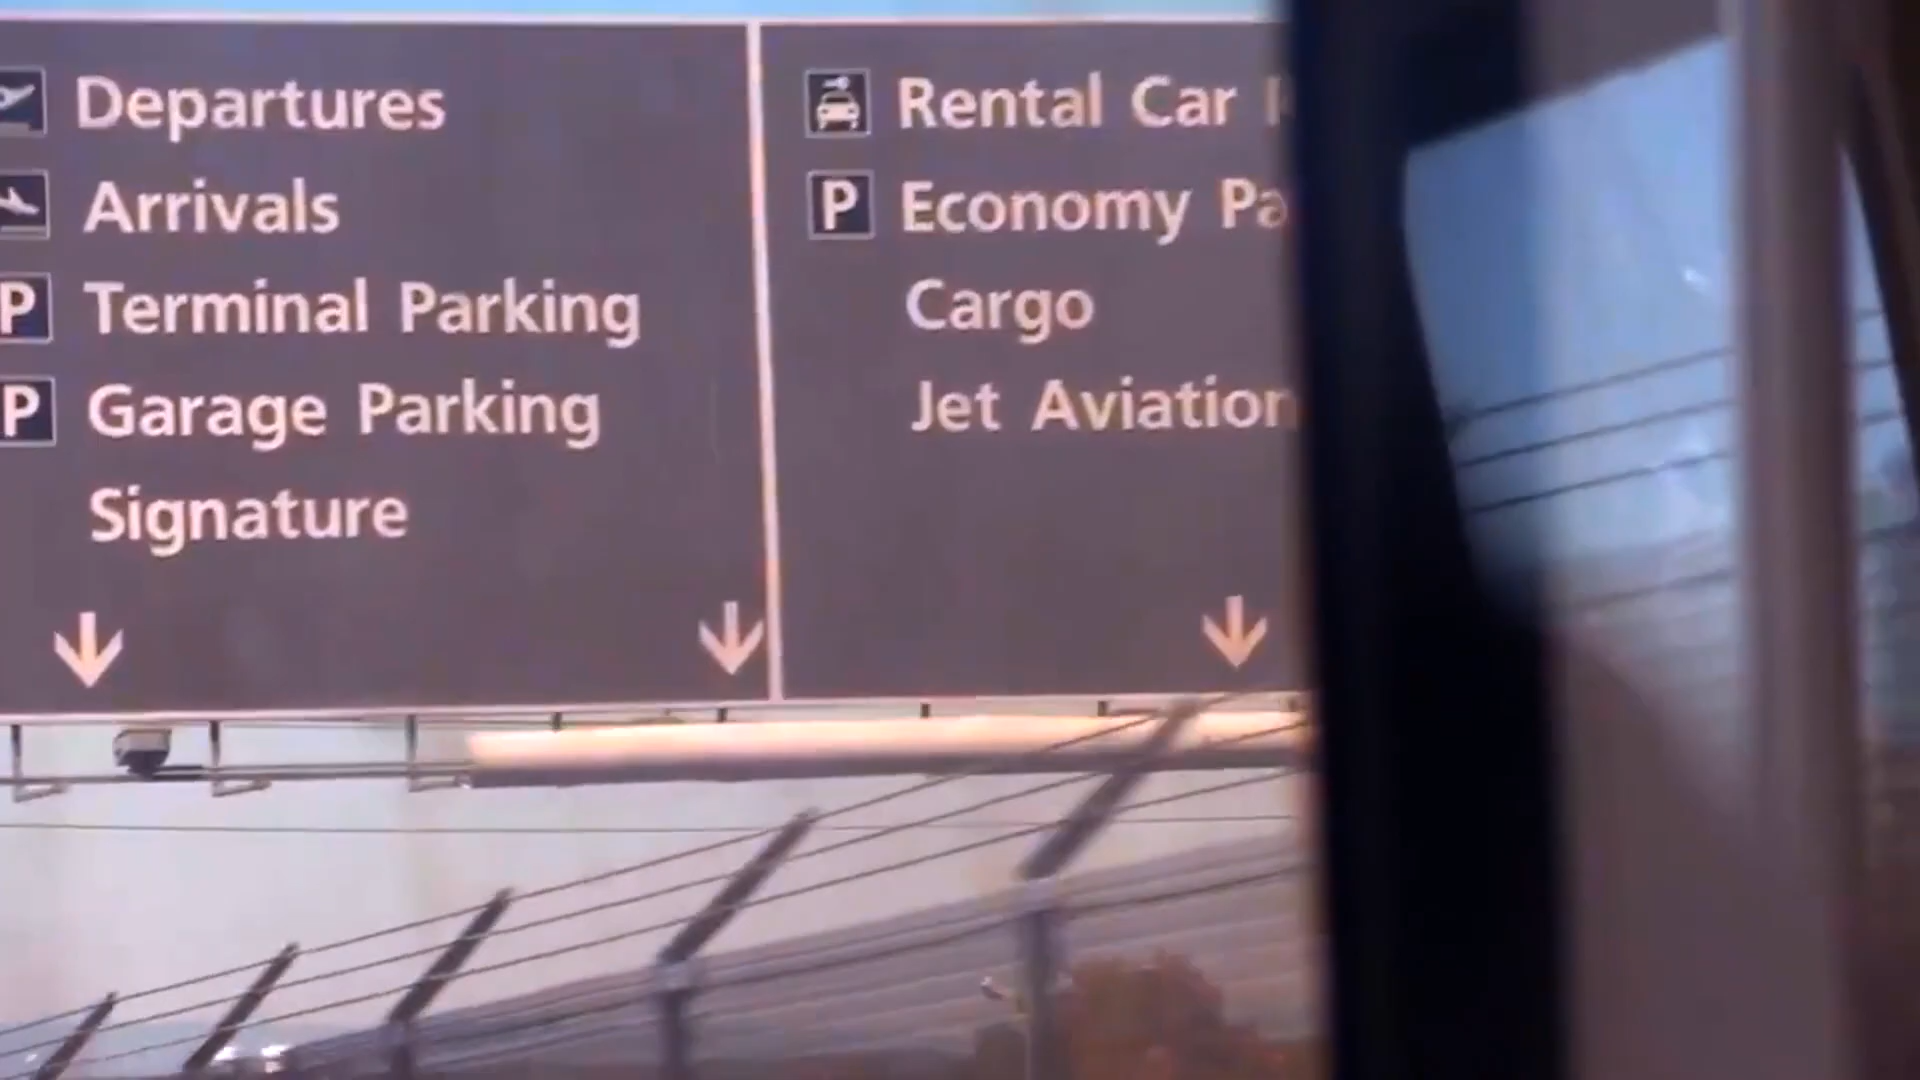 Departures
Arrivals
P Terminal Parking
P Garage Parking
Signature
Rental Car
P Economy
Cargo
Jet Aviation